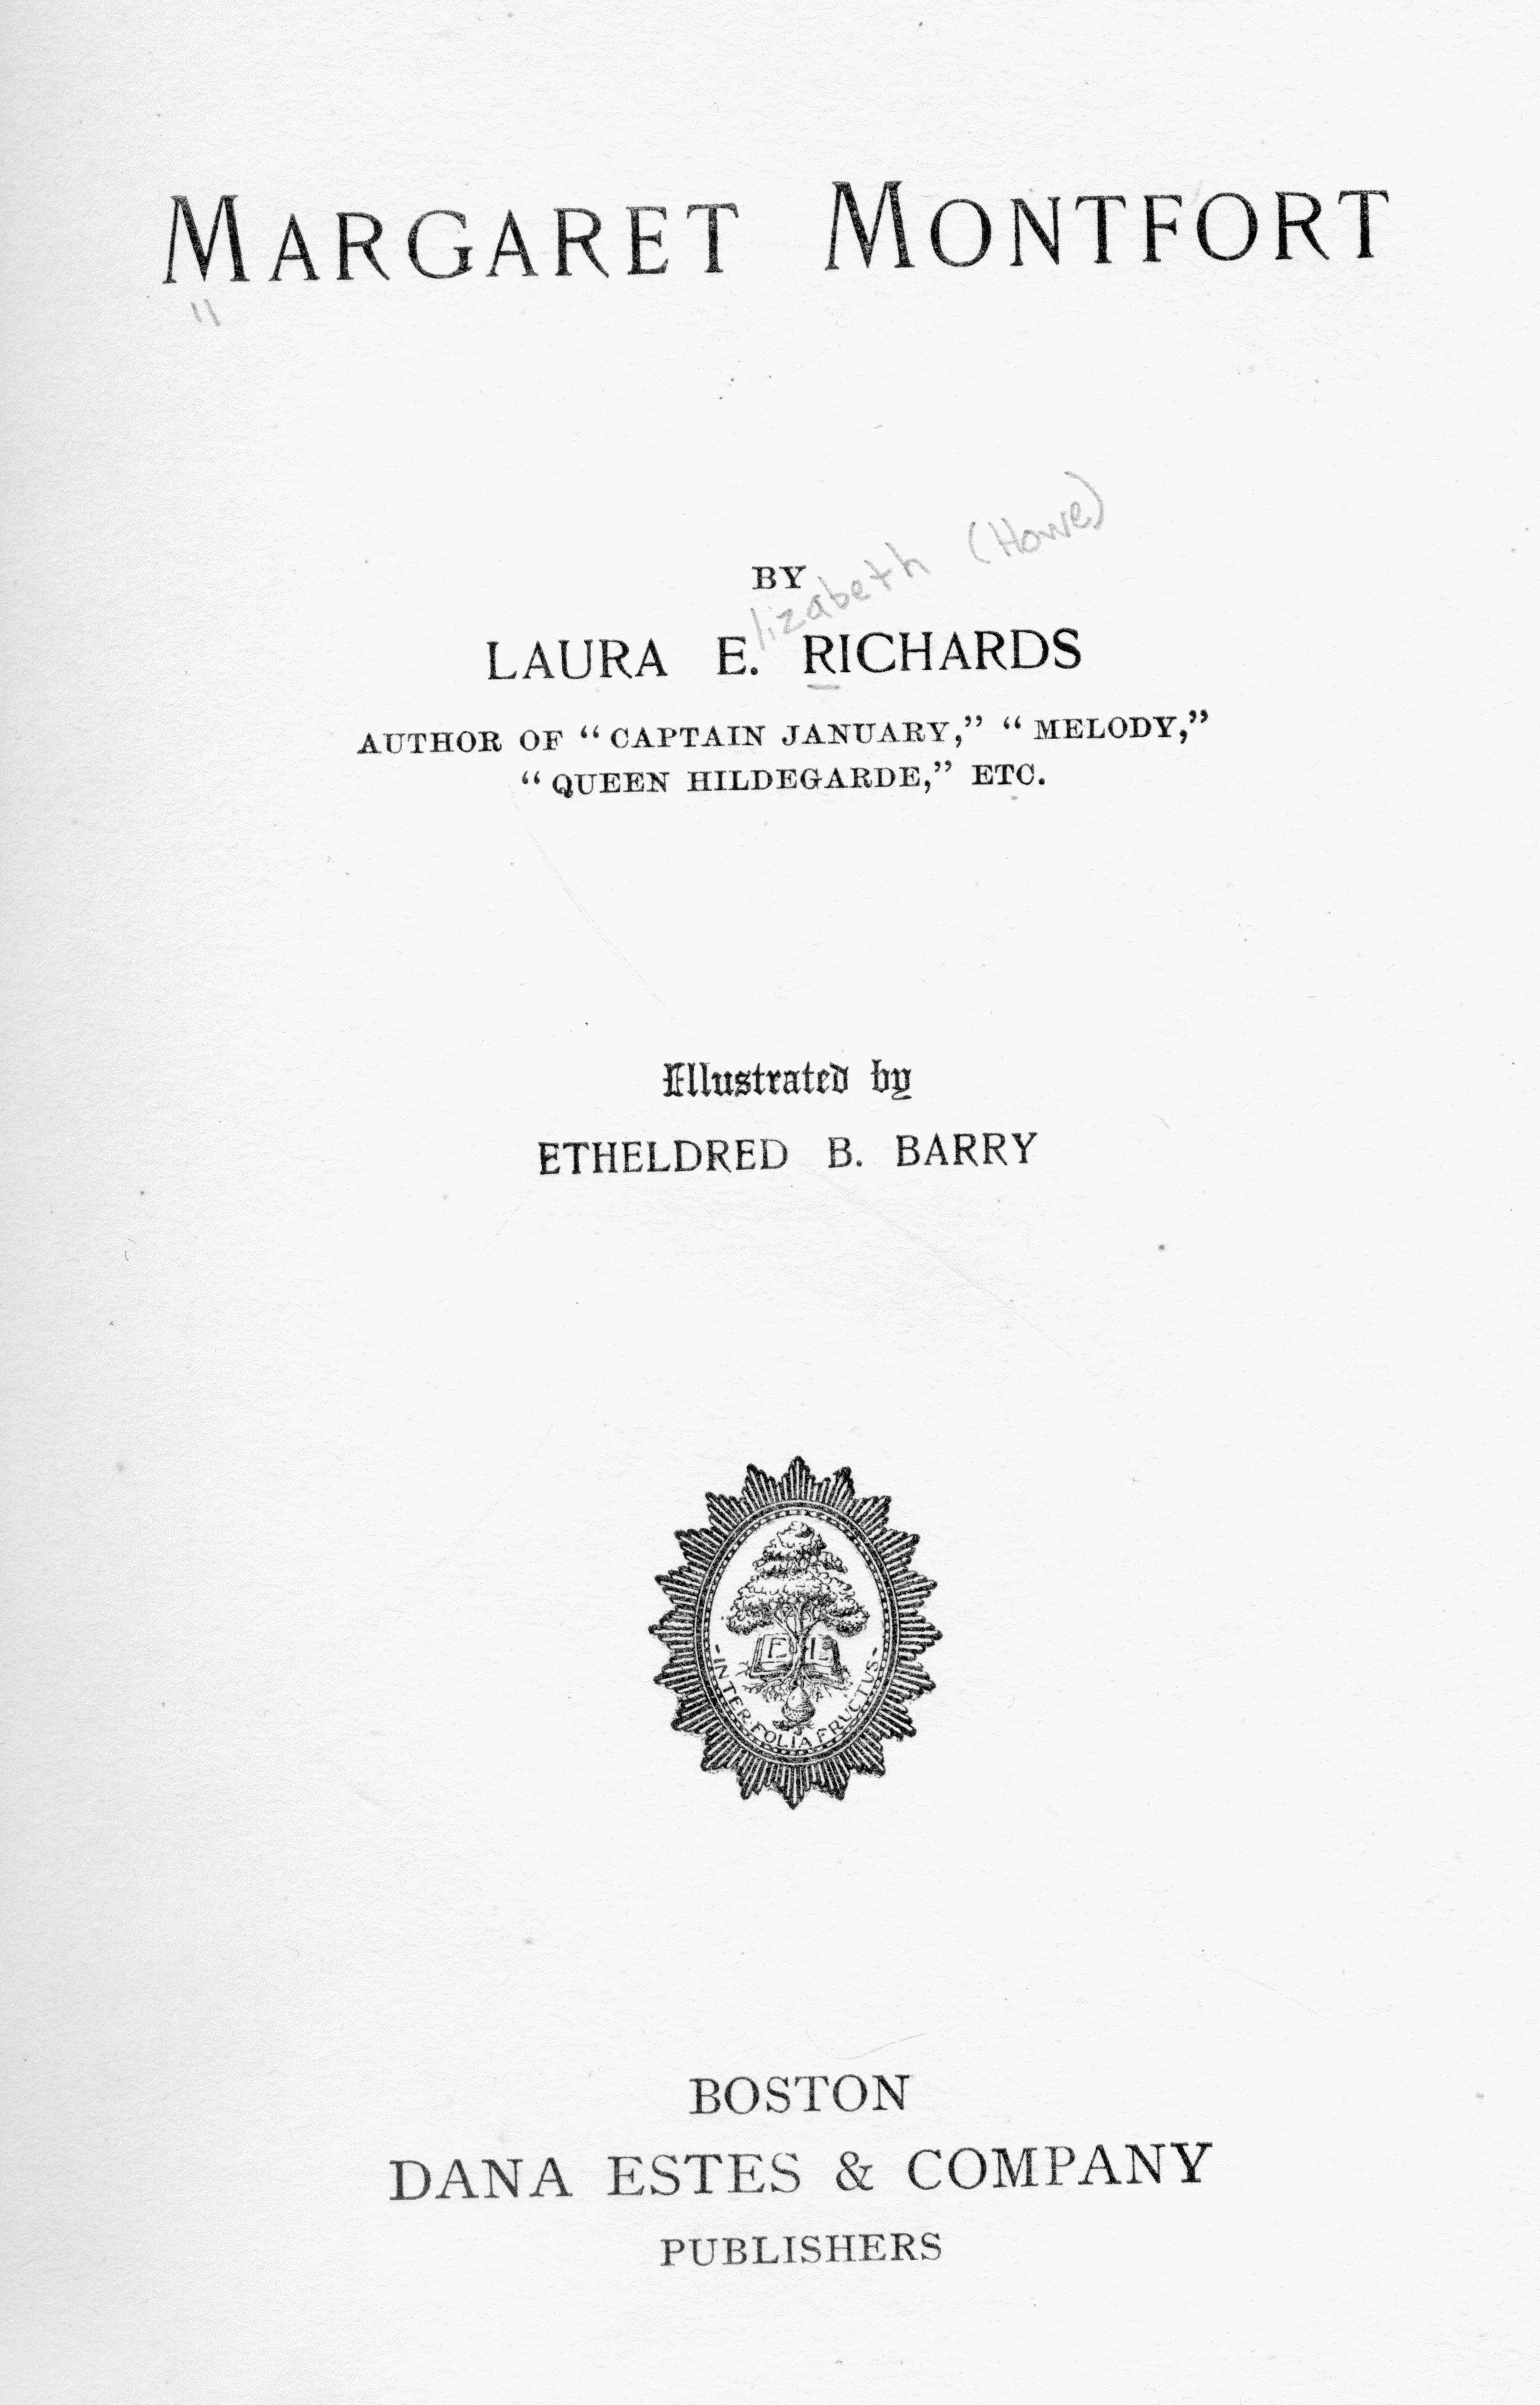 MARGARET MONTFORT
BY
lizabeth (Howe)
LAURA E. RICHARDS
AUTHOR OF “CAPTAIN JANUARY,” “MELODY,”
“QUEEN HILDEGARDE,” ETC.
Illustrated by
ETHELDRED B. BARRY
E L
-INTER-FOLIA FRUCTUS-
BOSTON
DANA ESTES & COMPANY
PUBLISHERS